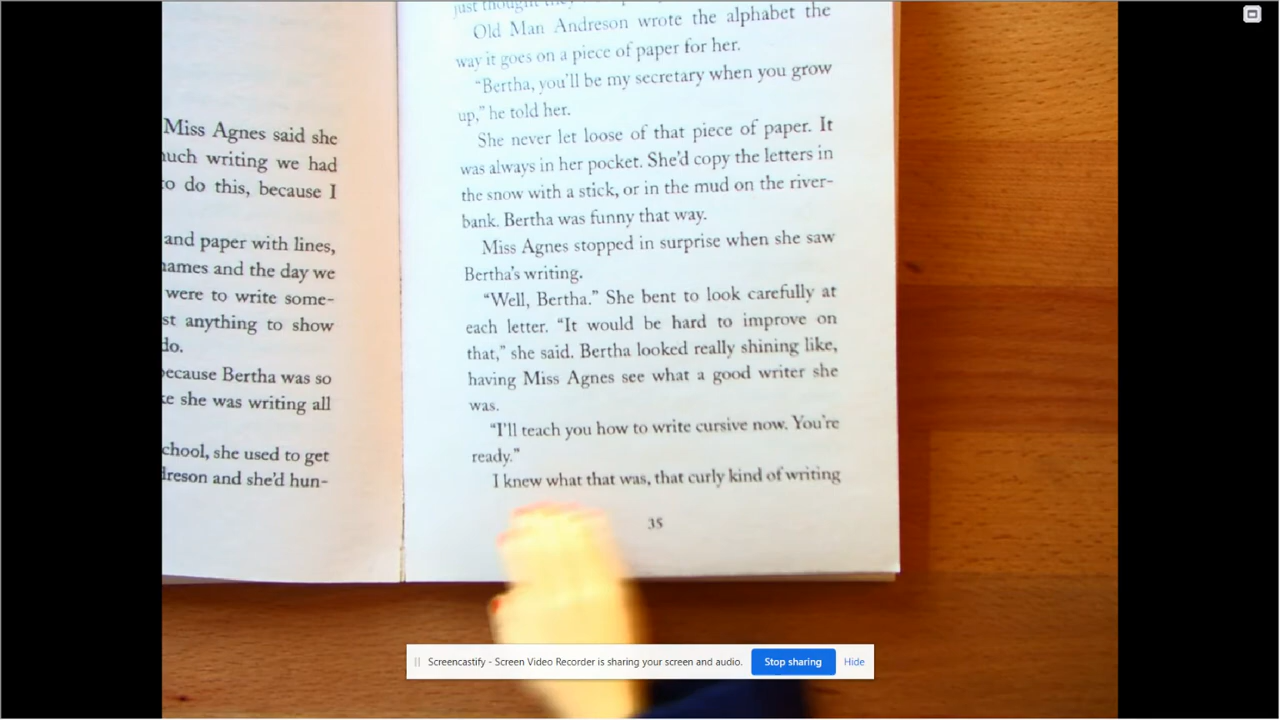 Miss Agnes said she
much writing we had
to do this, because I
and paper with lines,
names and the day we
were to write some-
anything to show
do.
because Bertha was so
she was writing all
school, she used to get
and she'd hun-
just thought they
Old Man Andreson wrote the alphabet the
way it goes on a piece of paper for her.
"Bertha, you'll be my secretary when you grow
up," he told her.
She never let loose of that piece of paper. It
was always in her pocket. She'd copy the letters in
the snow with a stick, or in the mud on the river-
bank. Bertha was funny that way.
Miss Agnes stopped in surprise when she saw
Bertha's writing.
"Well, Bertha." She bent to look carefully at
each letter. "It would be hard to improve on
that," she said. Bertha looked really shining like,
having Miss Agnes see what a good writer she
was.
"I'll teach you how to write cursive now. You're
ready."
I knew what that was, that curly kind of writing
35
Screencastify - Screen Video Recorder is sharing your screen and audio.
Stop sharing
Hide